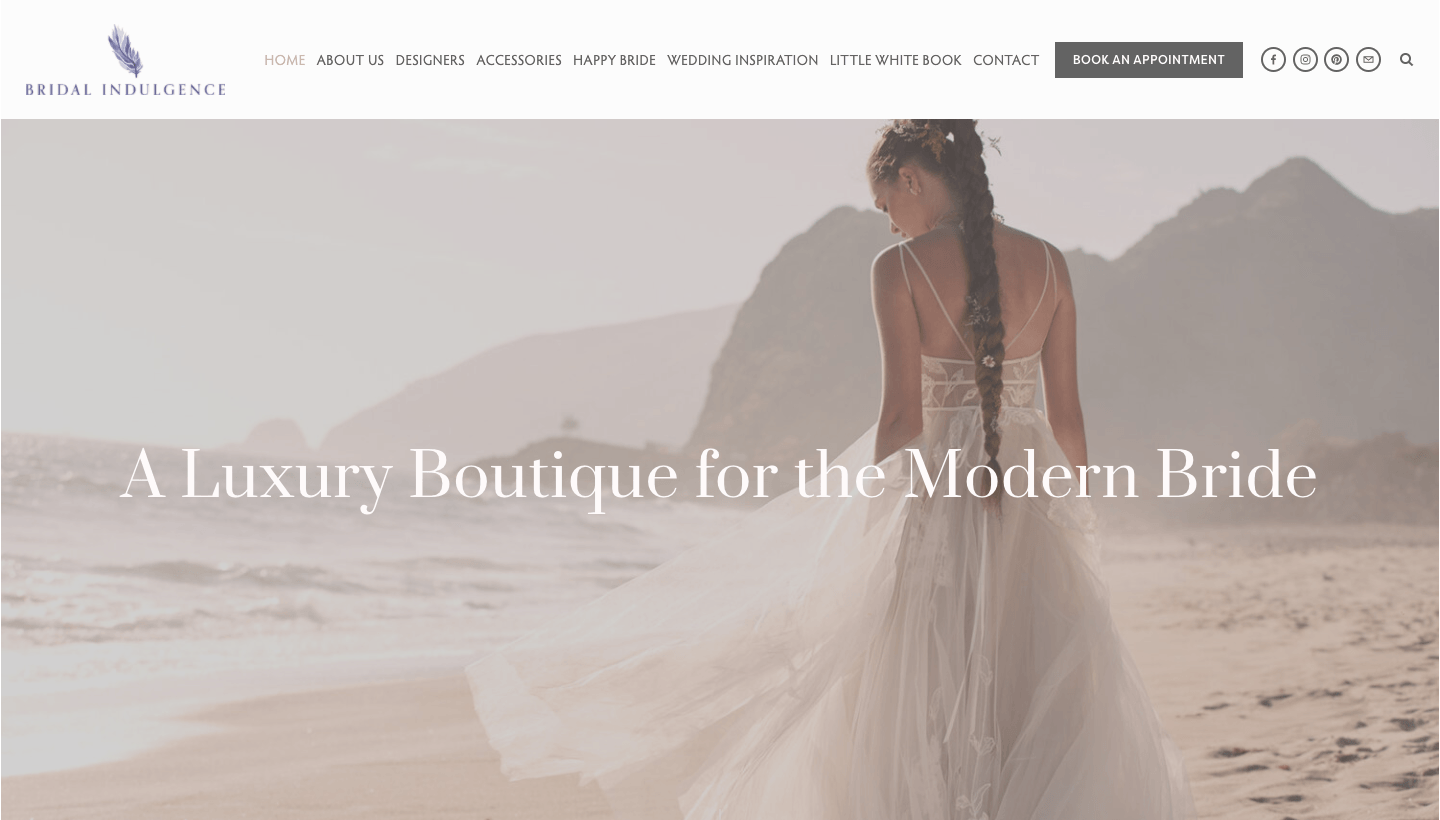 BRIDAL INDULGENCE
HOME ABOUT US DESIGNERS ACCESSORIES HAPPY BRIDE WEDDING INSPIRATION LITTLE WHITE BOOK CONTACT BOOK AN APPOINTMENT
A Luxury Boutique for the Modern Bride